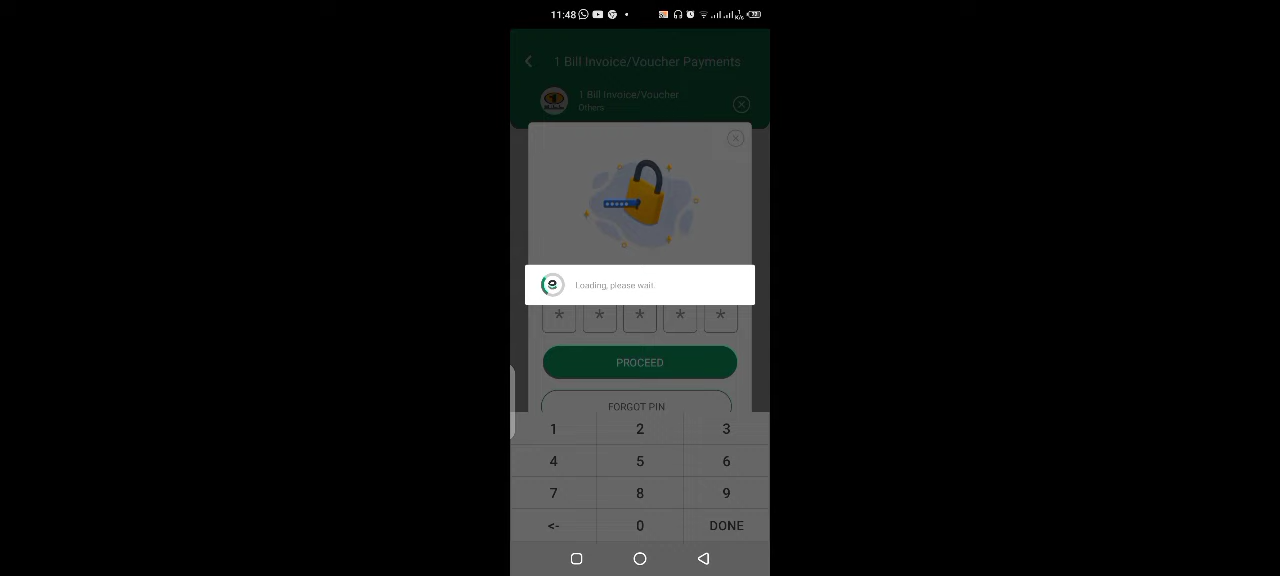 11:48
1 Bill Invoice/Voucher Payments
1 Bill Invoice/Voucher
Others
Loading, please wait.
* * * * *
PROCEED
FORGOT PIN
1 2 3
4 5 6
7 8 9
<- 0 DONE